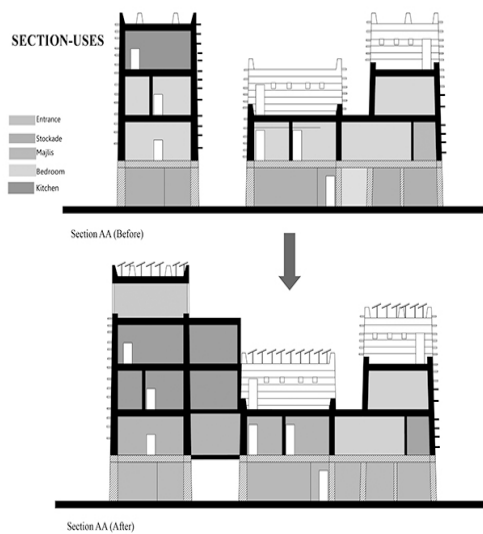 SECTION-USES
Entrance
Stockade
Majlis
Bedroom
Kitchen
Section AA (Before)
Section AA (After)